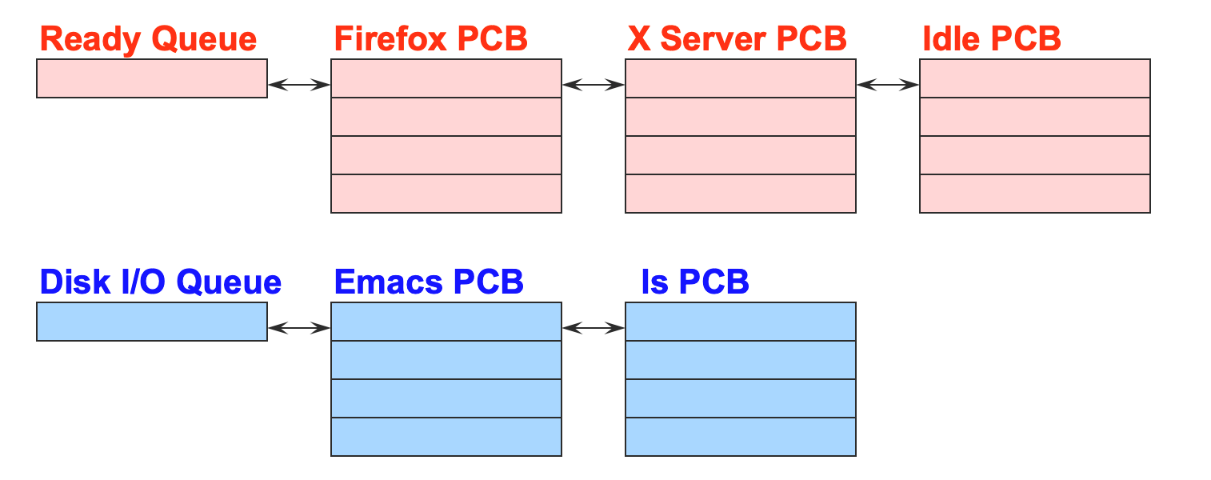 Ready Queue
Firefox PCB
X Server PCB
Idle PCB
Disk I/O Queue
Emacs PCB
ls PCB